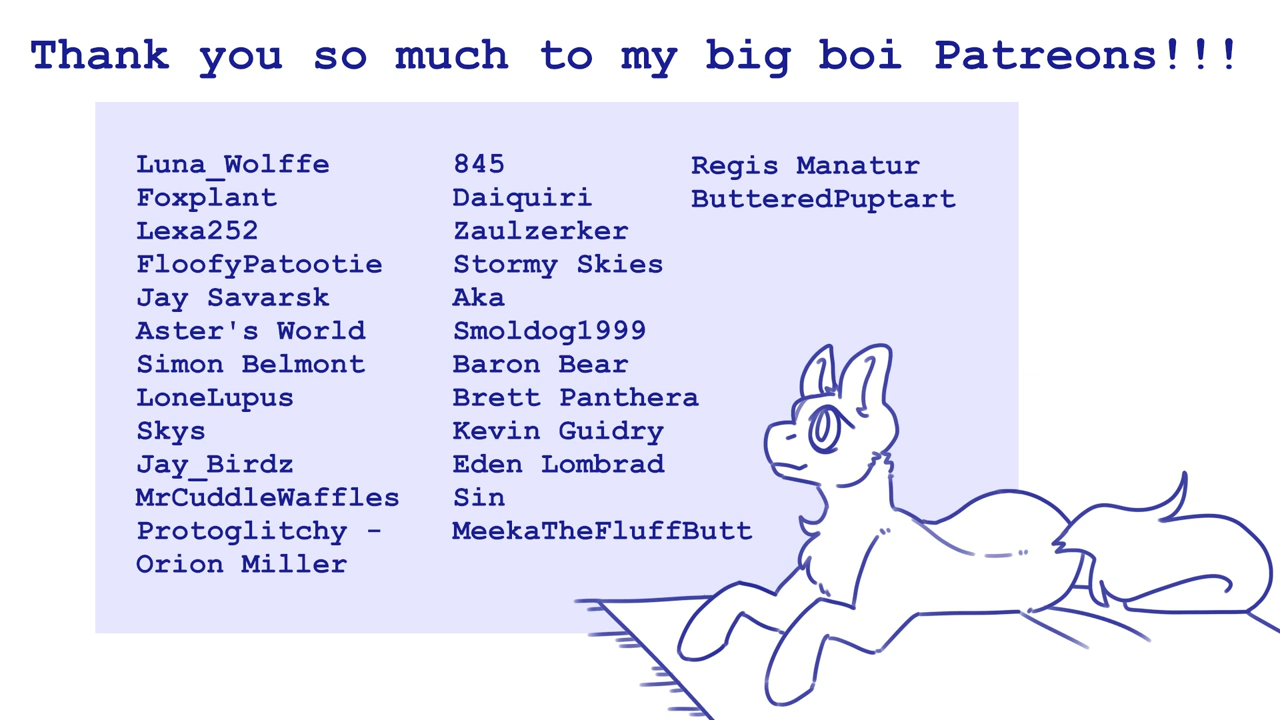 Thank you so much to my big boi Patreons!!!
Luna_Wolffe
Foxplant
Lexa252
FloofyPatootie
Jay Savarsk
Aster's World
Simon Belmont
LoneLupus
Skys
Jay_Birdz
MrCuddleWaffles
Protoglitchy -
Orion Miller
845
Daiquiri
Zaulzerker
Stormy Skies
Aka
Smoldog1999
Baron Bear
Brett Panthera
Kevin Guidry
Eden Lombrad
Sin
MeekaTheFluffButt
Regis Manatur
ButteredPuptart